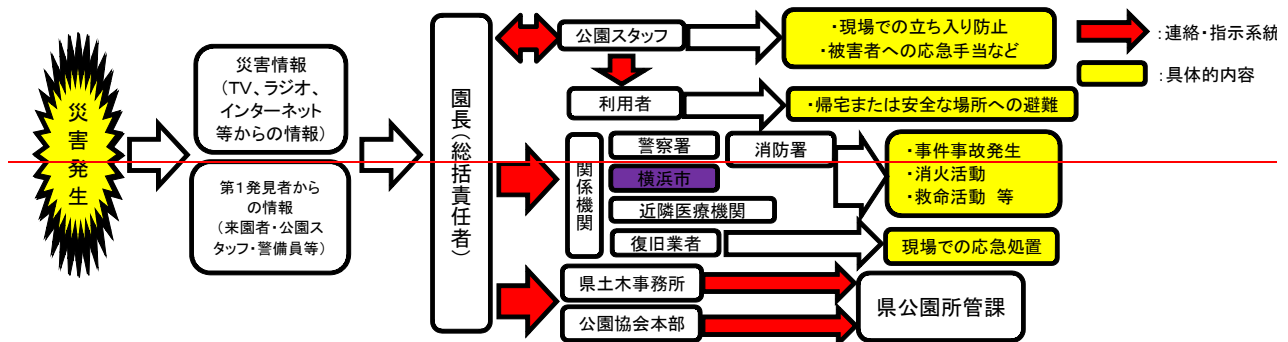 災害発生
災害情報
（TV、ラジオ、
インターネット
等からの情報）
第１発見者から
の情報
（来園者・公園ス
タッフ・警備員等）
園長（総括責任者）
公園スタッフ
・現場での立ち入り防止
・被害者への応急手当など
利用者
・帰宅または安全な場所への避難
関係機関
警察署
消防署
横浜市
近隣医療機関
復旧業者
・事件事故発生
・消火活動
・救命活動　等
現場での応急処置
県土木事務所
公園協会本部
県公園所管課
：連絡・指示系統
：具体的内容